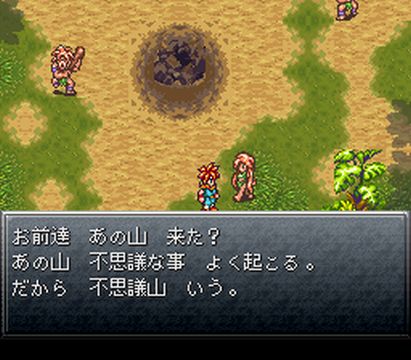 お前達　あの山　来た？
あの山　不思議な事　よく起こる。
だから　不思議山　いう。